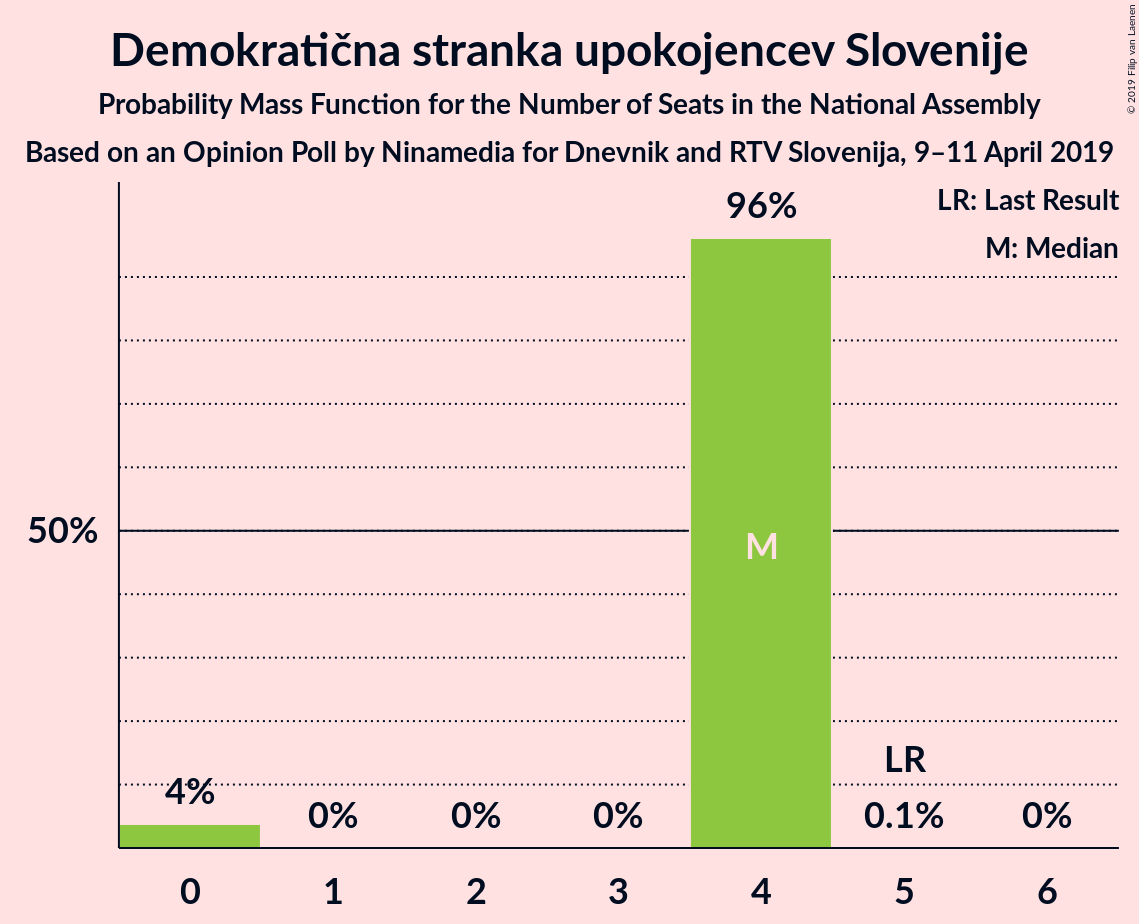 Demokratična stranka upokojencev Slovenije
Probability Mass Function for the Number of Seats in the National Assembly
Based on an Opinion Poll by Ninamedia for Dnevnik and RTV Slovenija, 9–11 April 2019
© 2019 Filip van Laenen
LR: Last Result
M: Median
96%
50%
M
LR
4%
0%
0%
0%
0.1%
0%
0 1 2 3 4 5 6